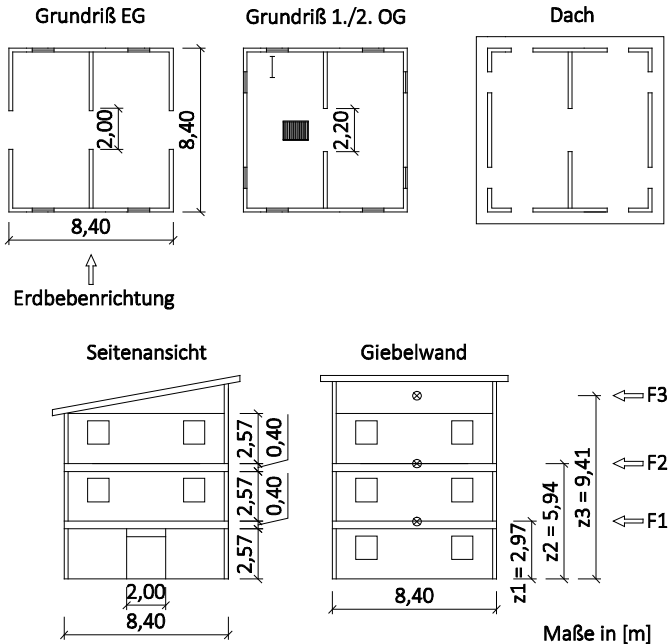 Grundriß EG
Grundriß 1./2. OG
Dach
2,00
8,40
2,20
8,40
Erdbebenrichtung
Seitenansicht
Giebelwand
F3
2,57
0,40
F2
2,57
0,40
z3 = 9,41
z2 = 5,94
F1
2,57
z1 = 2,97
2,00
8,40
8,40
Maße in [m]